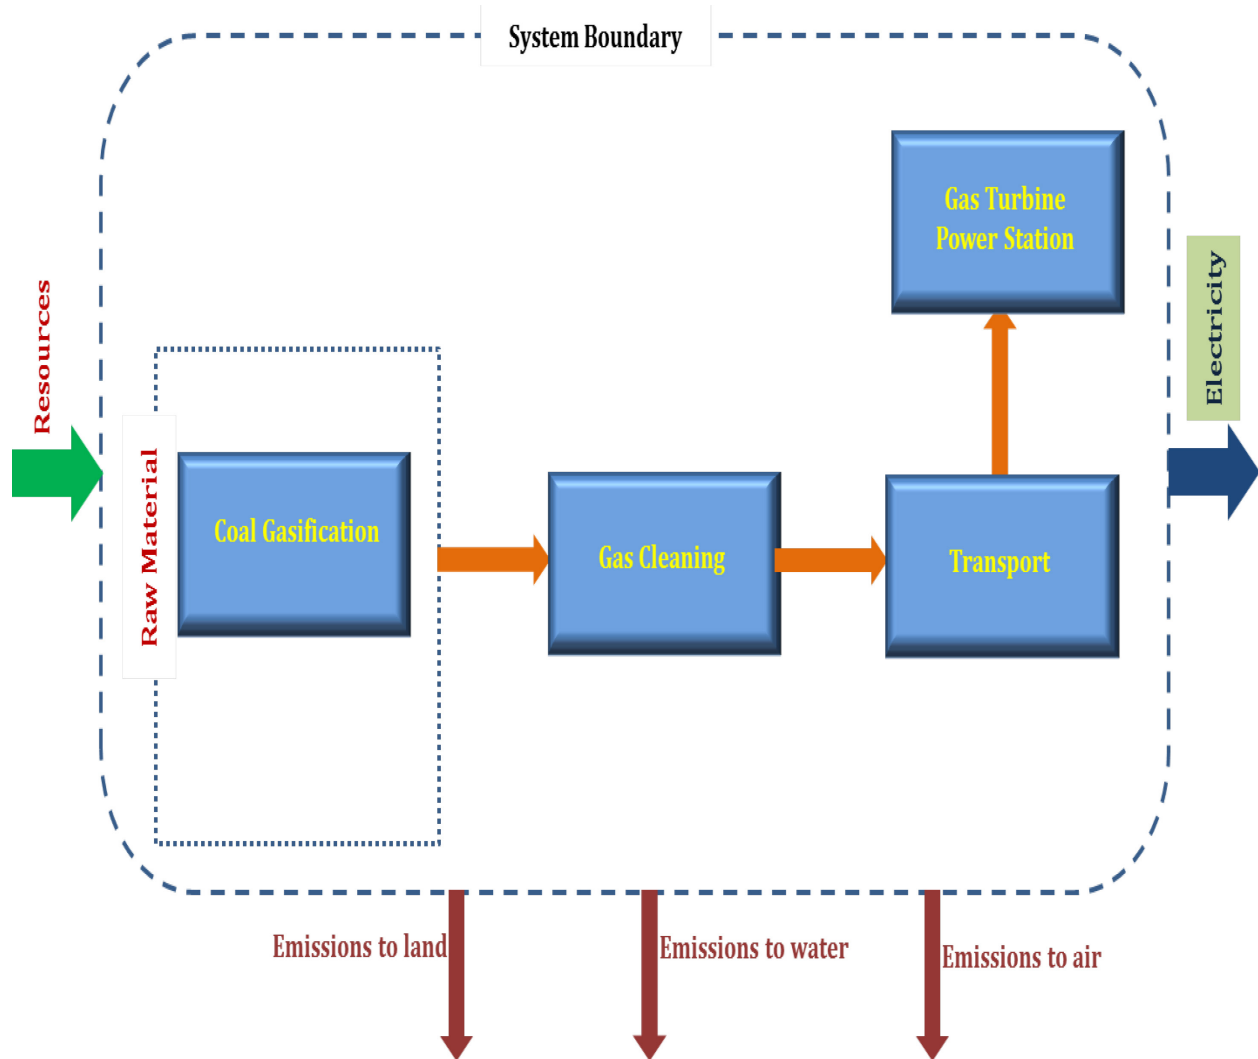 System Boundary
Gas Turbine
Power Station
Resources
Electricity
Raw Material
Coal Gasification
Gas Cleaning
Transport
Emissions to land
Emissions to water
Emissions to air